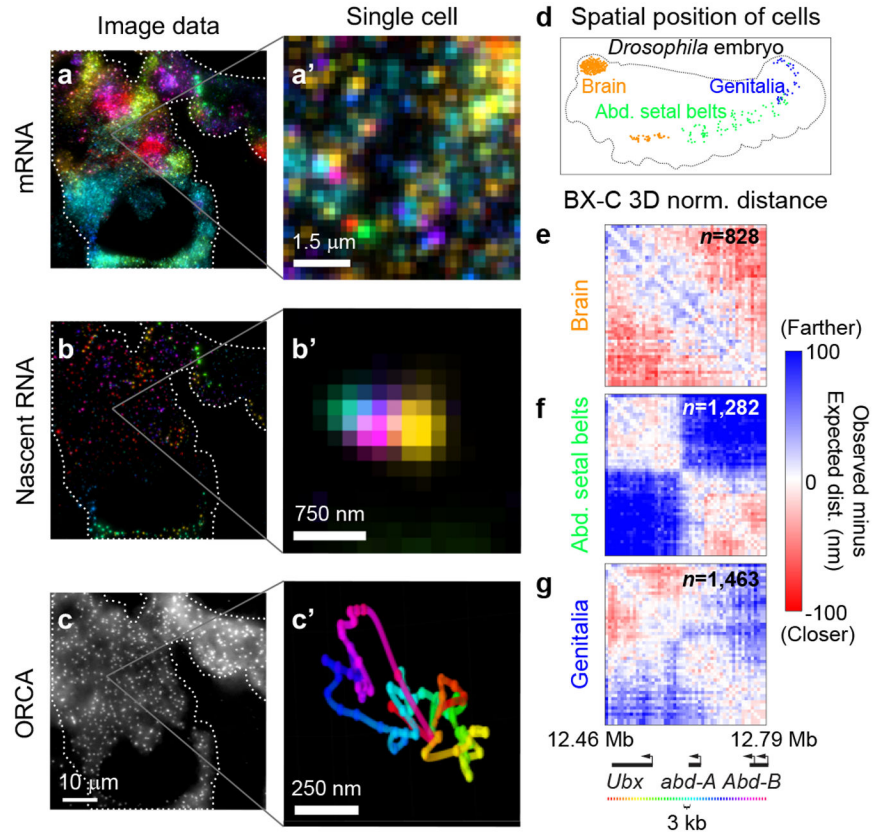 Image data
Single cell
d
Spatial position of cells
mRNA
a
a'
1.5 μm
Drosophila embryo
Brain
Genitalia
Abd. setal belts
Nascent RNA
b
b'
750 nm
ORCA
c
10 μm
c'
250 nm
BX-C 3D norm. distance
e
Brain
n=828
f
Abd. setal belts
n=1,282
g
Genitalia
n=1,463
(Farther)
100
0
-100
(Closer)
Observed minus
Expected dist. (nm)
12.46 Mb
12.79 Mb
Ubx
abd-A
Abd-B
3 kb